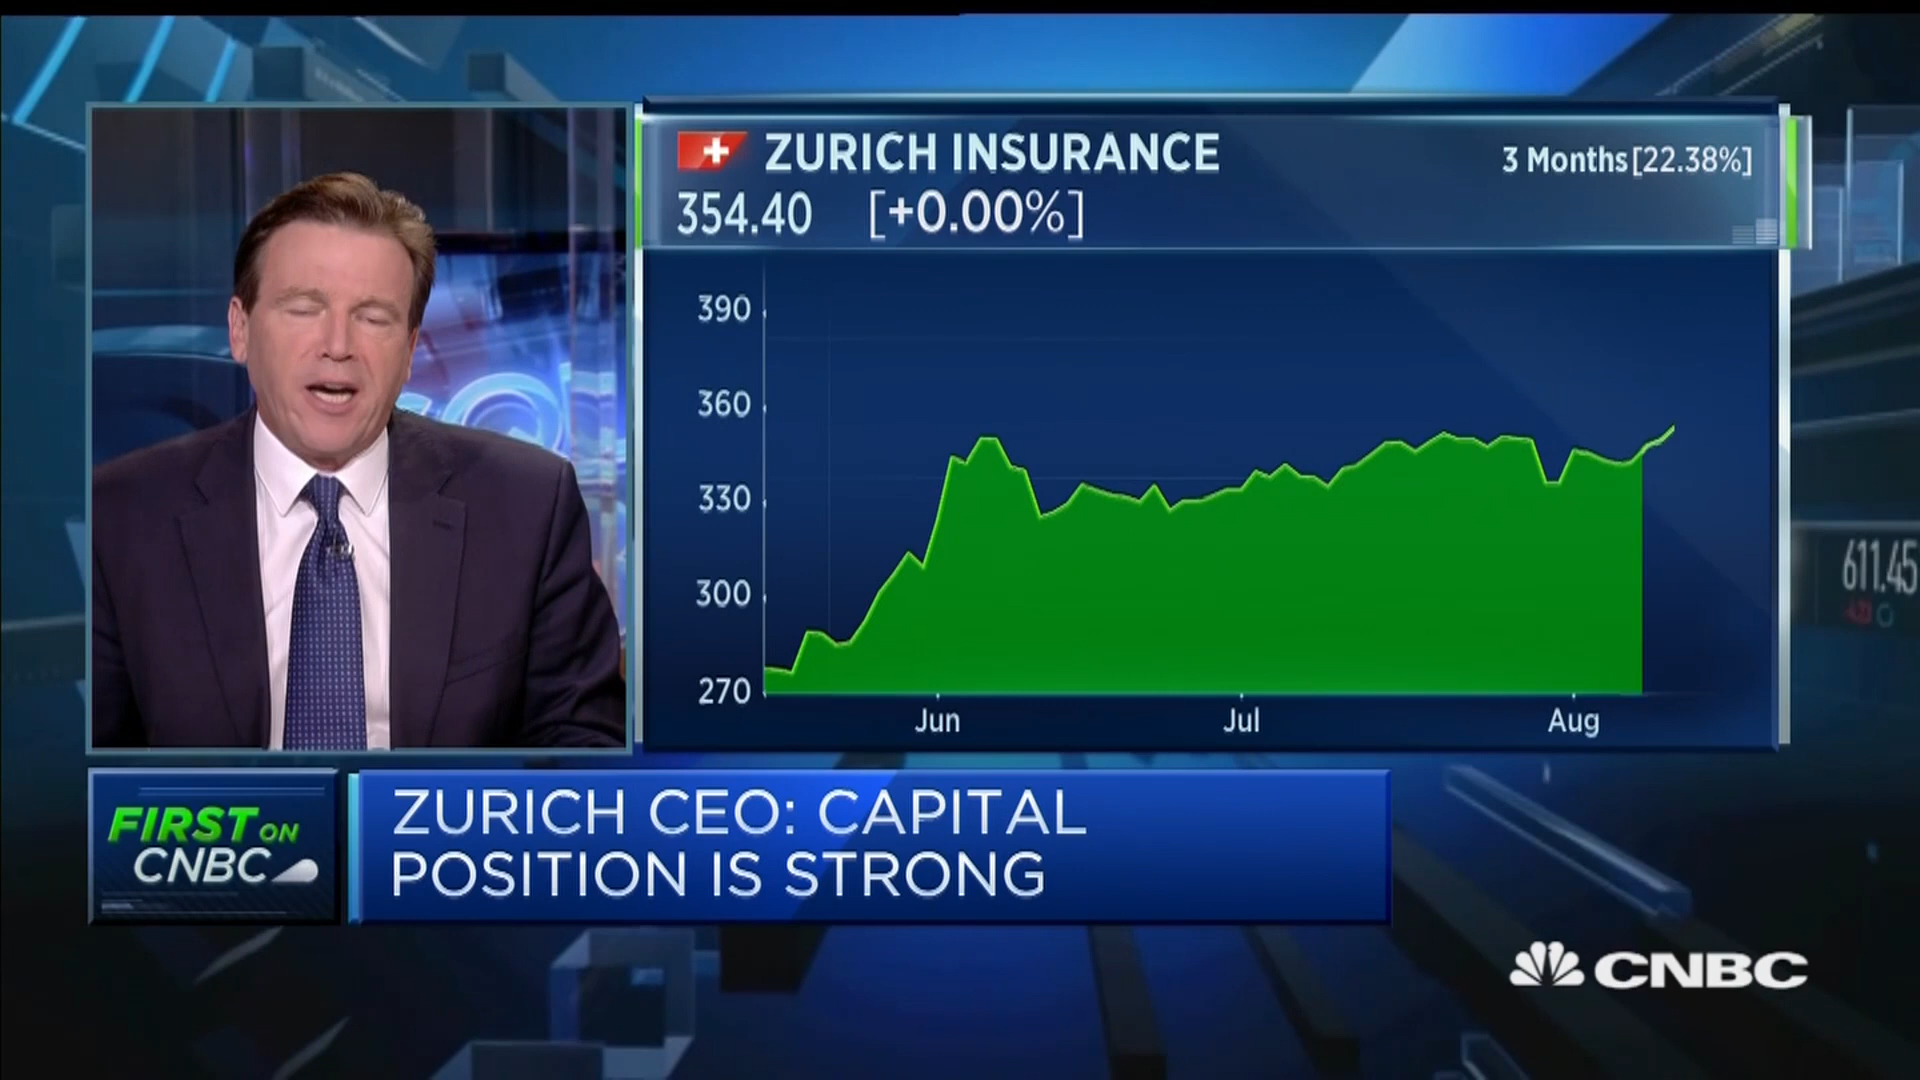 ZURICH INSURANCE
3 Months [22.38%]
354.40 [+0.00%]
390
360
330
300
270
Jun Jul Aug
611.45
FIRST ON
CNBC
ZURICH CEO: CAPITAL
POSITION IS STRONG
CNBC